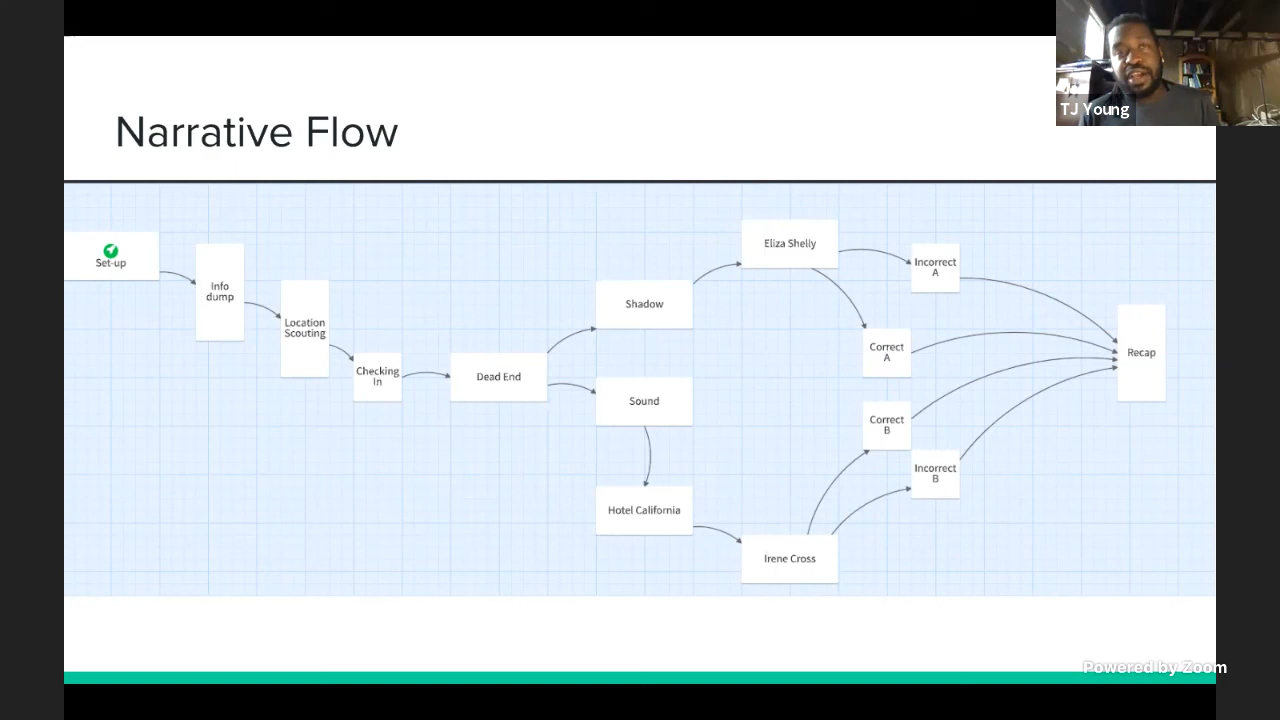 TJ Young
Narrative Flow
Set-up
Info
dump
Location
Scouting
Checking
In
Dead End
Shadow
Sound
Hotel California
Eliza Shelly
Irene Cross
Incorrect
A
Correct
A
Correct
B
Incorrect
B
Recap
Powered by Zoom